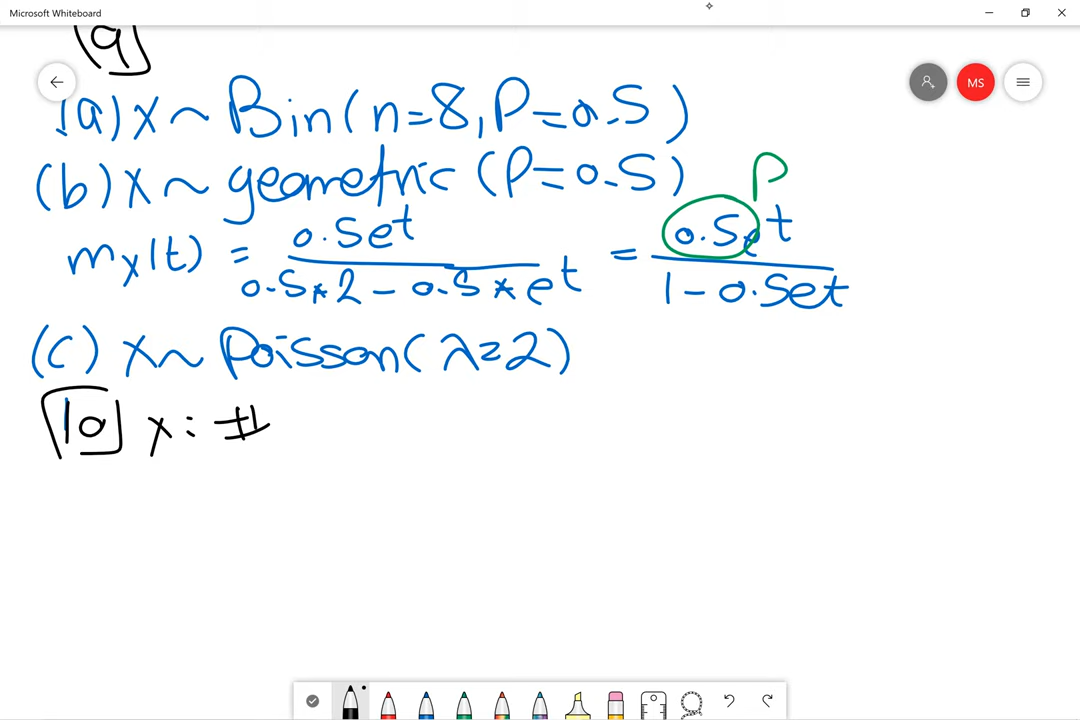 Microsoft Whiteboard
9
MS
(a) X ~ Bin(n=8, P=0.5)
(b) X ~ geometric (P=0.5)
P
mx(t) = 0.5et / 0.5*2 - 0.5*et = 0.5et / 1 - 0.5et
(c) X ~ Poisson(λ=2)
10 X: #